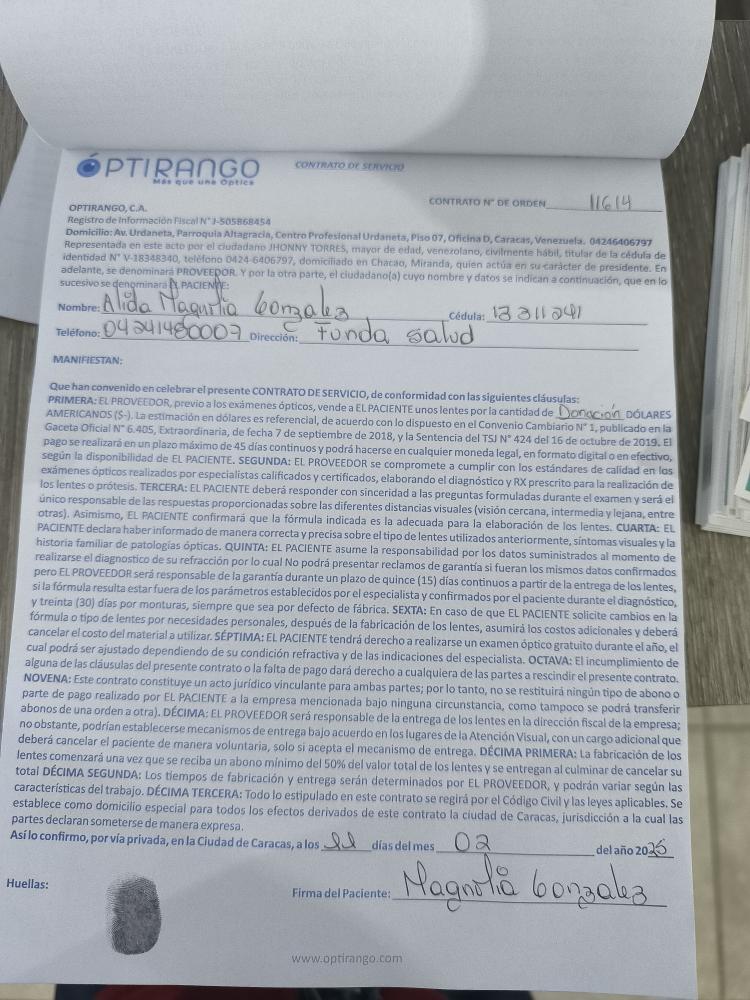 ÓPTIRANGO
Más que una Óptica
CONTRATO DE SERVICIO
CONTRATO N° DE ORDEN 11614
OPTIRANGO, C.A.
Registro de Información Fiscal N° J-505868454
Domicilio: Av. Urdaneta, Parroquia Altagracia, Centro Profesional Urdaneta, Piso 07, Oficina D, Caracas, Venezuela. 04246406797
Representada en este acto por el ciudadano JHONNY TORRES, mayor de edad, venezolano, civilmente hábil, titular de la cédula de
identidad N° V-18348340, teléfono 0424-6406797, domiciliado en Chacao, Miranda, quien actúa en su carácter de presidente. En
adelante, se denominará PROVEEDOR. Y por la otra parte, el ciudadano(a) cuyo nombre y datos se indican a continuación, que en lo
sucesivo se denominará EL PACIENTE:
Nombre: Alida Magnolia Gonzalez Cédula: 13311241
Teléfono: 04241480007 Dirección: Funda salud
MANIFIESTAN:
Que han convenido en celebrar el presente CONTRATO DE SERVICIO, de conformidad con las siguientes cláusulas:
PRIMERA: EL PROVEEDOR, previo a los exámenes ópticos, vende a EL PACIENTE unos lentes por la cantidad de Donación DÓLARES
AMERICANOS ($-). La estimación en dólares es referencial, de acuerdo con lo dispuesto en el Convenio Cambiario N° 1, publicado en la
Gaceta Oficial N° 6.405, Extraordinaria, de fecha 7 de septiembre de 2018, y la Sentencia del TSJ N° 424 del 16 de octubre de 2019. El
pago se realizará en un plazo máximo de 45 días continuos y podrá hacerse en cualquier moneda legal, en formato digital o en efectivo,
según la disponibilidad de EL PACIENTE. SEGUNDA: EL PROVEEDOR se compromete a cumplir con los estándares de calidad en los
exámenes ópticos realizados por especialistas calificados y certificados, elaborando el diagnóstico y RX prescrito para la realización de
los lentes o prótesis. TERCERA: EL PACIENTE deberá responder con sinceridad a las preguntas formuladas durante el examen y será el
único responsable de las respuestas proporcionadas sobre las diferentes distancias visuales (visión cercana, intermedia y lejana, entre
otras). Asimismo, EL PACIENTE confirmará que la fórmula indicada es la adecuada para la elaboración de los lentes. CUARTA: EL
PACIENTE declara haber informado de manera correcta y precisa sobre el tipo de lentes utilizados anteriormente, síntomas visuales y la
historia familiar de patologías ópticas. QUINTA: EL PACIENTE asume la responsabilidad por los datos suministrados al momento de
realizarse el diagnostico de su refracción por lo cual No podrá presentar reclamos de garantía si fueran los mismos datos confirmados
pero EL PROVEEDOR será responsable de la garantía durante un plazo de quince (15) días continuos a partir de la entrega de los lentes,
si la fórmula resulta estar fuera de los parámetros establecidos por el especialista y confirmados por el paciente durante el diagnóstico,
y treinta (30) días por monturas, siempre que sea por defecto de fábrica. SEXTA: En caso de que EL PACIENTE solicite cambios en la
fórmula o tipo de lentes por necesidades personales, después de la fabricación de los lentes, asumirá los costos adicionales y deberá
cancelar el costo del material a utilizar. SÉPTIMA: EL PACIENTE tendrá derecho a realizarse un examen óptico gratuito durante el año, el
cual podrá ser ajustado dependiendo de su condición refractiva y de las indicaciones del especialista. OCTAVA: El incumplimiento de
alguna de las cláusulas del presente contrato o la falta de pago dará derecho a cualquiera de las partes a rescindir el presente contrato.
NOVENA: Este contrato constituye un acto jurídico vinculante para ambas partes; por lo tanto, no se restituirá ningún tipo de abono o
parte de pago realizado por EL PACIENTE a la empresa mencionada bajo ninguna circunstancia, como tampoco se podrá transferir
abonos de una orden a otra). DÉCIMA: EL PROVEEDOR será responsable de la entrega de los lentes en la dirección fiscal de la empresa;
no obstante, podrían establecerse mecanismos de entrega bajo acuerdo en los lugares de la Atención Visual, con un cargo adicional que
deberá cancelar el paciente de manera voluntaria, solo si acepta el mecanismo de entrega. DÉCIMA PRIMERA: La fabricación de los
lentes comenzará una vez que se reciba un abono mínimo del 50% del valor total de los lentes y se entregan al culminar de cancelar su
total DÉCIMA SEGUNDA: Los tiempos de fabricación y entrega serán determinados por EL PROVEEDOR, y podrán variar según las
características del trabajo. DÉCIMA TERCERA: Todo lo estipulado en este contrato se regirá por el Código Civil y las leyes aplicables. Se
establece como domicilio especial para todos los efectos derivados de este contrato la ciudad de Caracas, jurisdicción a la cual las
partes declaran someterse de manera expresa.
Así lo confirmo, por vía privada, en la Ciudad de Caracas, a los 11 días del mes 02 del año 2025
Huellas:
Firma del Paciente: Magnolia Gonzalez
www.optirango.com